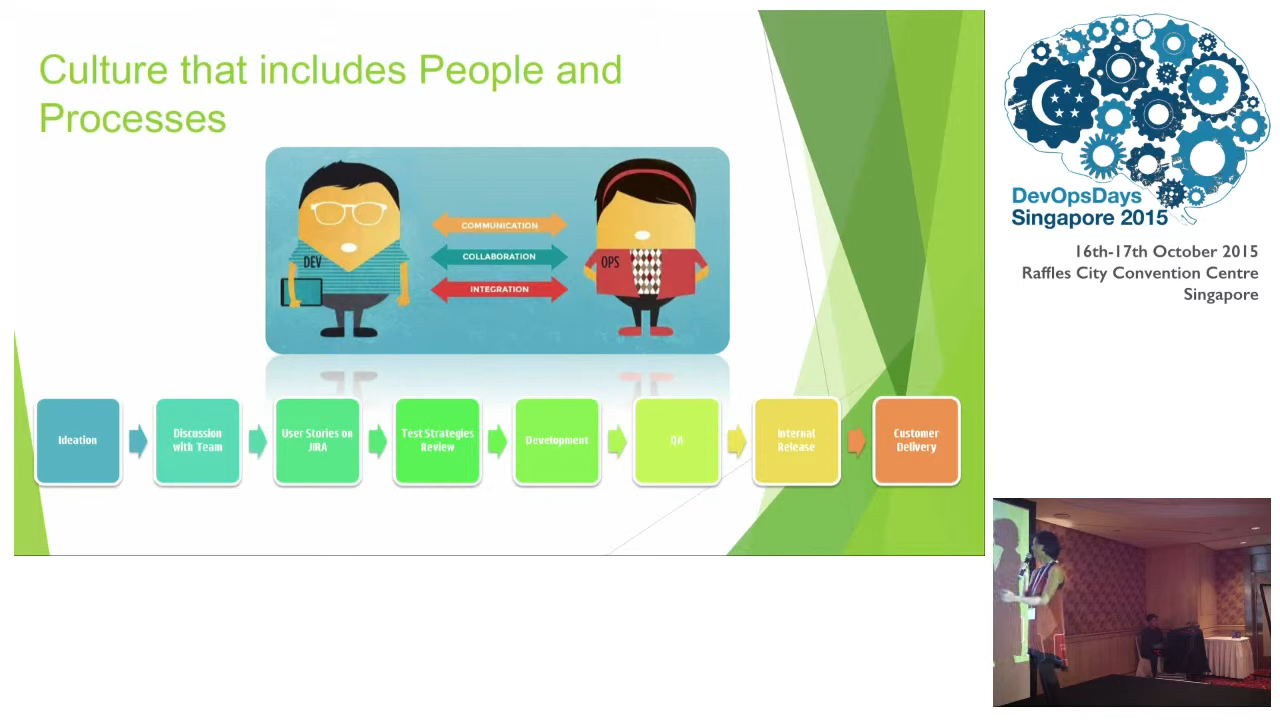 Culture that includes People and
Processes
DEV
COMMUNICATION
COLLABORATION
INTEGRATION
OPS
Ideation
Discussion
with Team
User Stories on
JIRA
Test Strategies
Review
Development
QA
Internal
Release
Customer
Delivery
DevOpsDays
Singapore 2015
16th-17th October 2015
Raffles City Convention Centre
Singapore